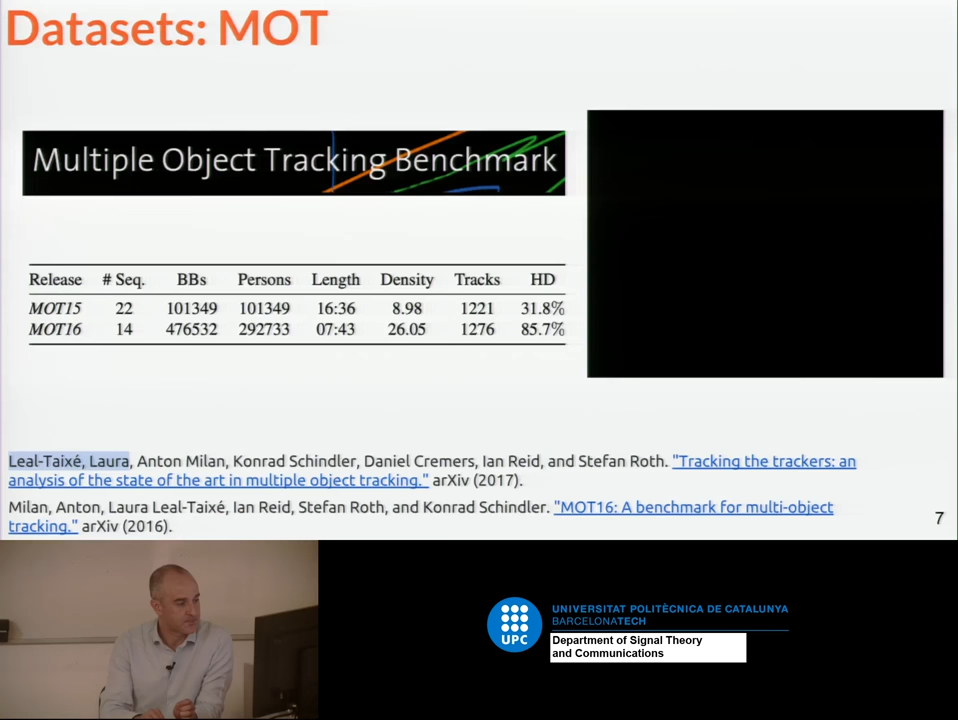 Datasets: MOT
Multiple Object Tracking Benchmark
Release # Seq. BBs Persons Length Density Tracks HD
MOT15 22 101349 101349 16:36 8.98 1221 31.8%
MOT16 14 476532 292733 07:43 26.05 1276 85.7%
Leal-Taixé, Laura, Anton Milan, Konrad Schindler, Daniel Cremers, Ian Reid, and Stefan Roth. "Tracking the trackers: an
analysis of the state of the art in multiple object tracking." arXiv (2017).
Milan, Anton, Laura Leal-Taixé, Ian Reid, Stefan Roth, and Konrad Schindler. "MOT16: A benchmark for multi-object
tracking." arXiv (2016).
7
UPC
UNIVERSITAT POLITÈCNICA DE CATALUNYA
BARCELONATECH
Department of Signal Theory
and Communications